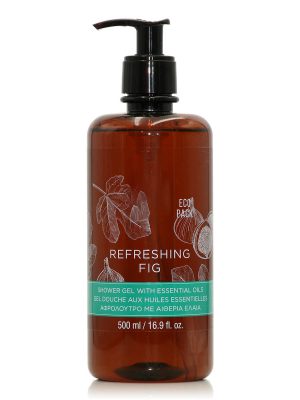 ECO
PACK
REFRESHING
FIG
SHOWER GEL WITH ESSENTIAL OILS
GEL DOUCHE AUX HUILES ESSENTIELLES
ΑΦΡΟΛΟΥΤΡΟ ΜΕ ΑΙΘΕΡΙΑ ΕΛΑΙΑ
500 ml / 16.9 fl. oz.